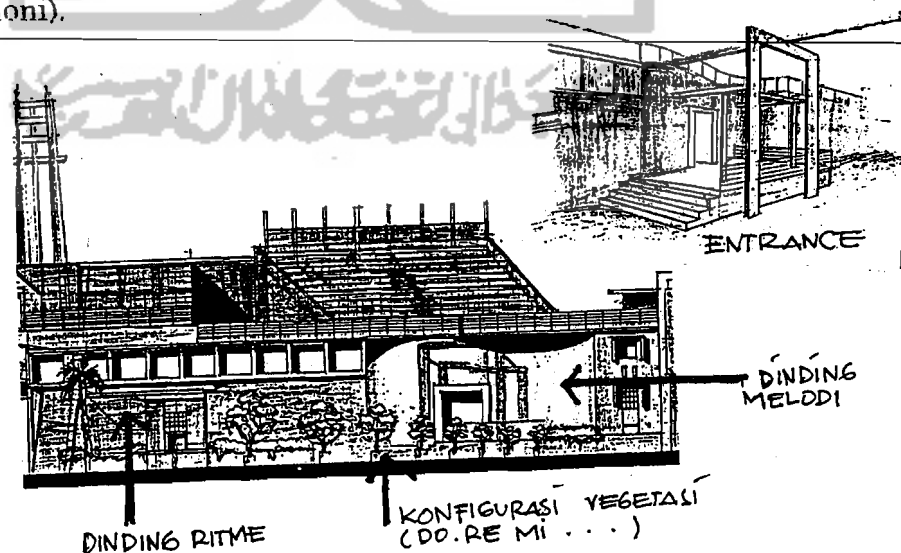 oni).
ENTRANCE
DINDING
MELODI
KONFIGURASI VEGETASI
(DO.RE MI . . . )
DINDING RITME